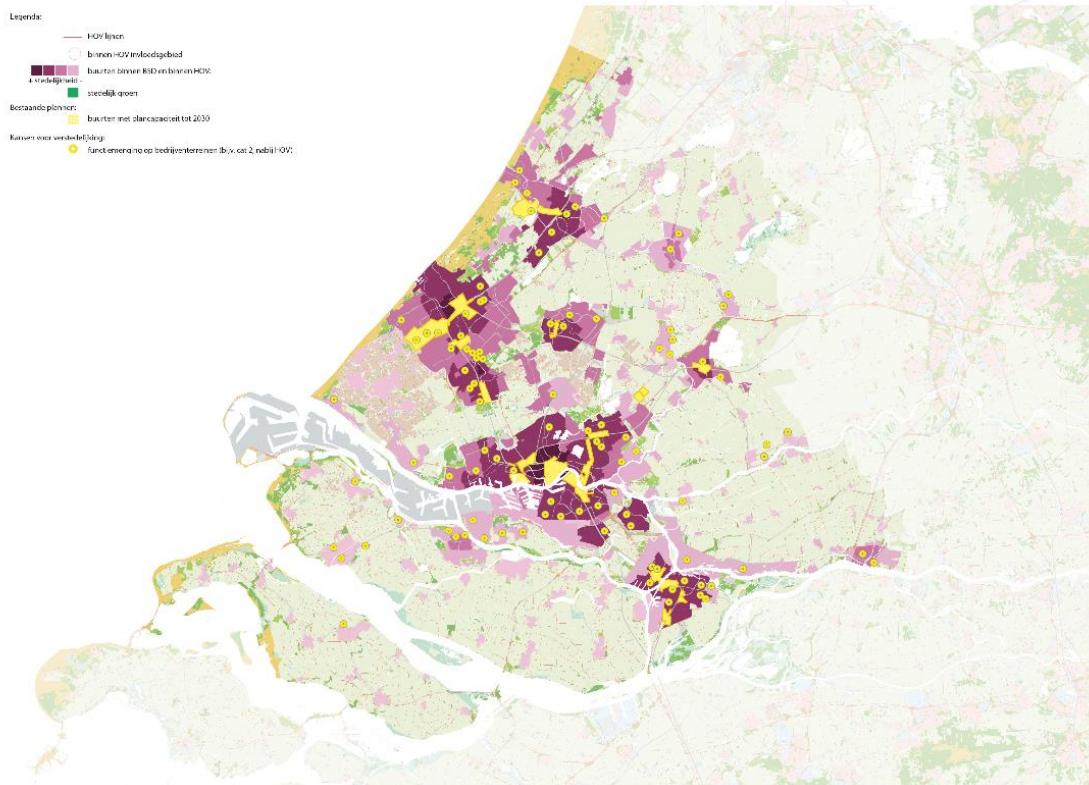 Legenda:
HOV lijnen
binnen HOV invloedsgebied
buurten binnen BSD en binnen HOV:
+ stedelijkheid -
stedelijk groen
Bestaande plannen:
buurten met plancapaciteit tot 2030
Kansen voor verstedelijking:
functiemenging op bedrijventerreinen (bijv. cat 2, nabij HOV)